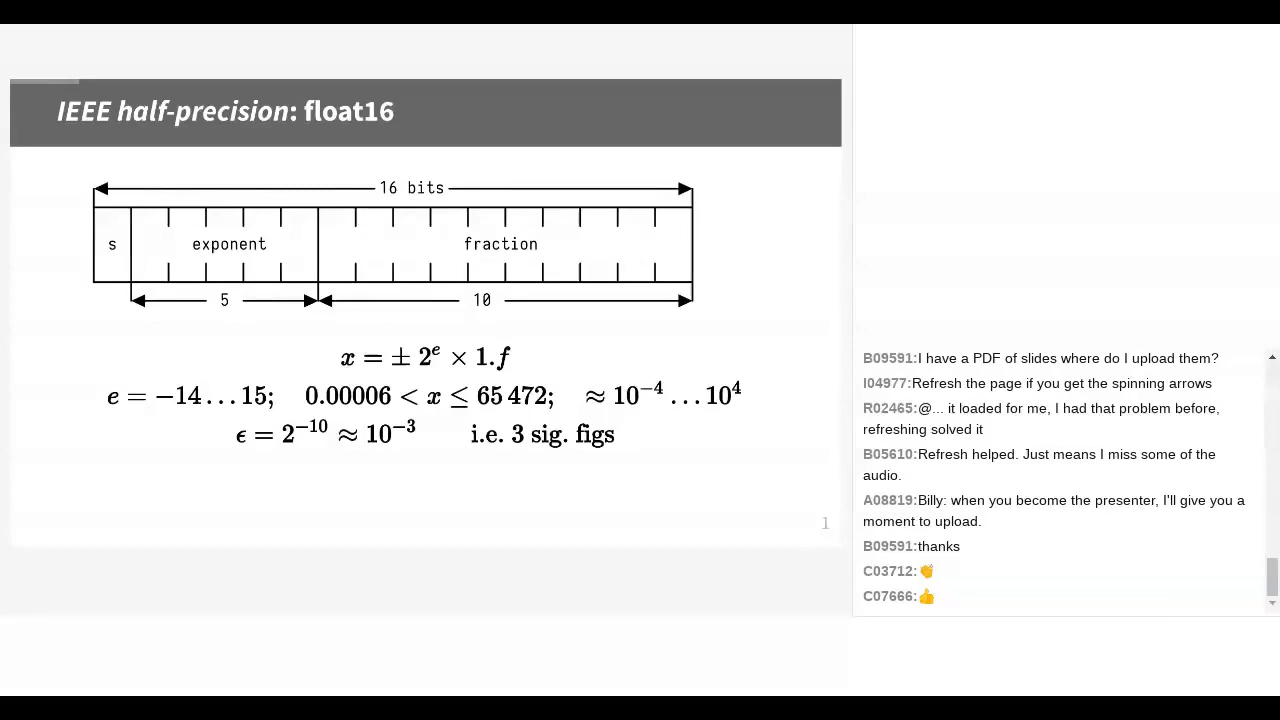 IEEE half-precision: float16
16 bits
s exponent fraction
5 10
x = ± 2^e × 1.f
e = −14 … 15; 0.00006 < x ≤ 65 472; ≈ 10^−4 … 10^4
ϵ = 2^−10 ≈ 10^−3 i.e. 3 sig. figs
1
B09591:I have a PDF of slides where do I upload them?
I04977:Refresh the page if you get the spinning arrows
R02465:@... it loaded for me, I had that problem before,
refreshing solved it
B05610:Refresh helped. Just means I miss some of the
audio.
A08819:Billy: when you become the presenter, I'll give you a
moment to upload.
B09591:thanks
C03712:👏
C07666:👍